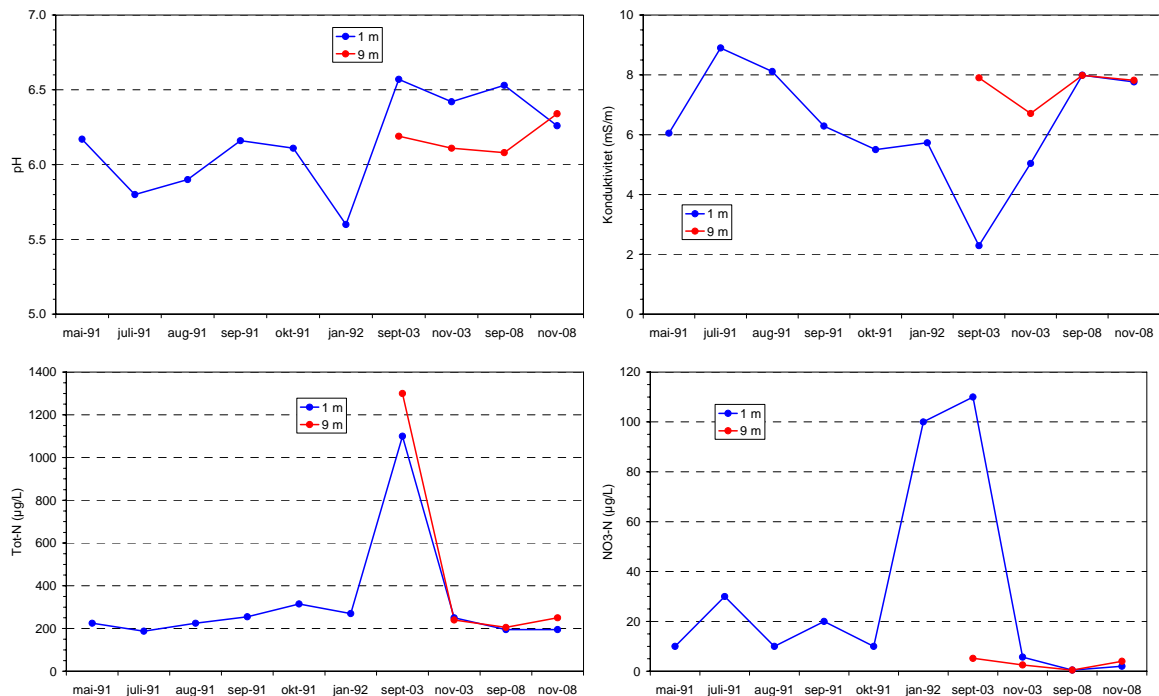 7.0
6.5
6.0
5.5
5.0
pH
1 m
9 m
mai-91 juli-91 aug-91 sep-91 okt-91 jan-92 sept-03 nov-03 sep-08 nov-08
10
8
6
4
2
0
Konduktivitet (mS/m)
1 m
9 m
mai-91 juli-91 aug-91 sep-91 okt-91 jan-92 sept-03 nov-03 sep-08 nov-08
1400
1200
1000
800
600
400
200
0
Tot-N (µg/L)
1 m
9 m
mai-91 juli-91 aug-91 sep-91 okt-91 jan-92 sept-03 nov-03 sep-08 nov-08
120
100
80
60
40
20
0
NO3-N (µg/L)
1 m
9 m
mai-91 juli-91 aug-91 sep-91 okt-91 jan-92 sept-03 nov-03 sep-08 nov-08